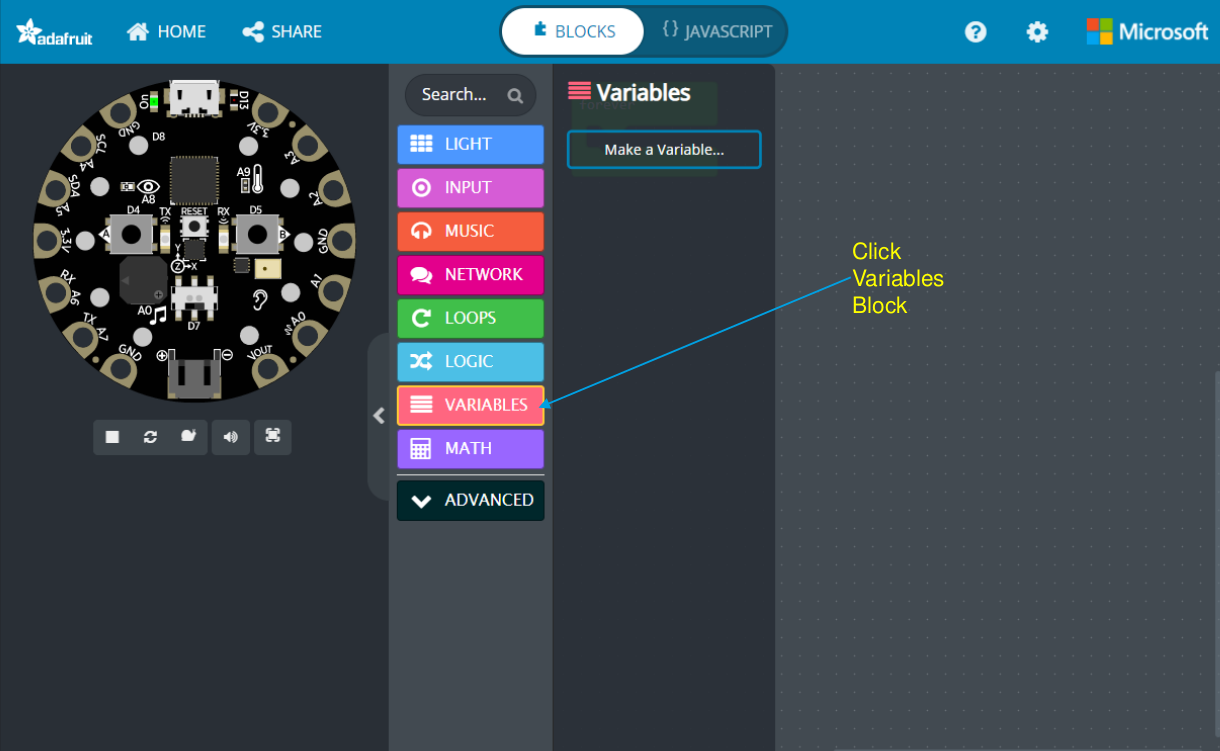 adafruit
HOME
SHARE
BLOCKS
{} JAVASCRIPT
?
Microsoft
Search...
LIGHT
INPUT
MUSIC
NETWORK
LOOPS
LOGIC
VARIABLES
MATH
ADVANCED
Variables
Make a Variable...
Click
Variables
Block
On
D13
GND
D8
3.3V
SCL
A4
A3
SDA
A5
A8
A9
A2
D4
TX
RESET
RX
D5
A
B
3.3V
GND
Y
Z
X
RX
A6
A1
A0
D7
TX
A7
A0
GND
VOUT